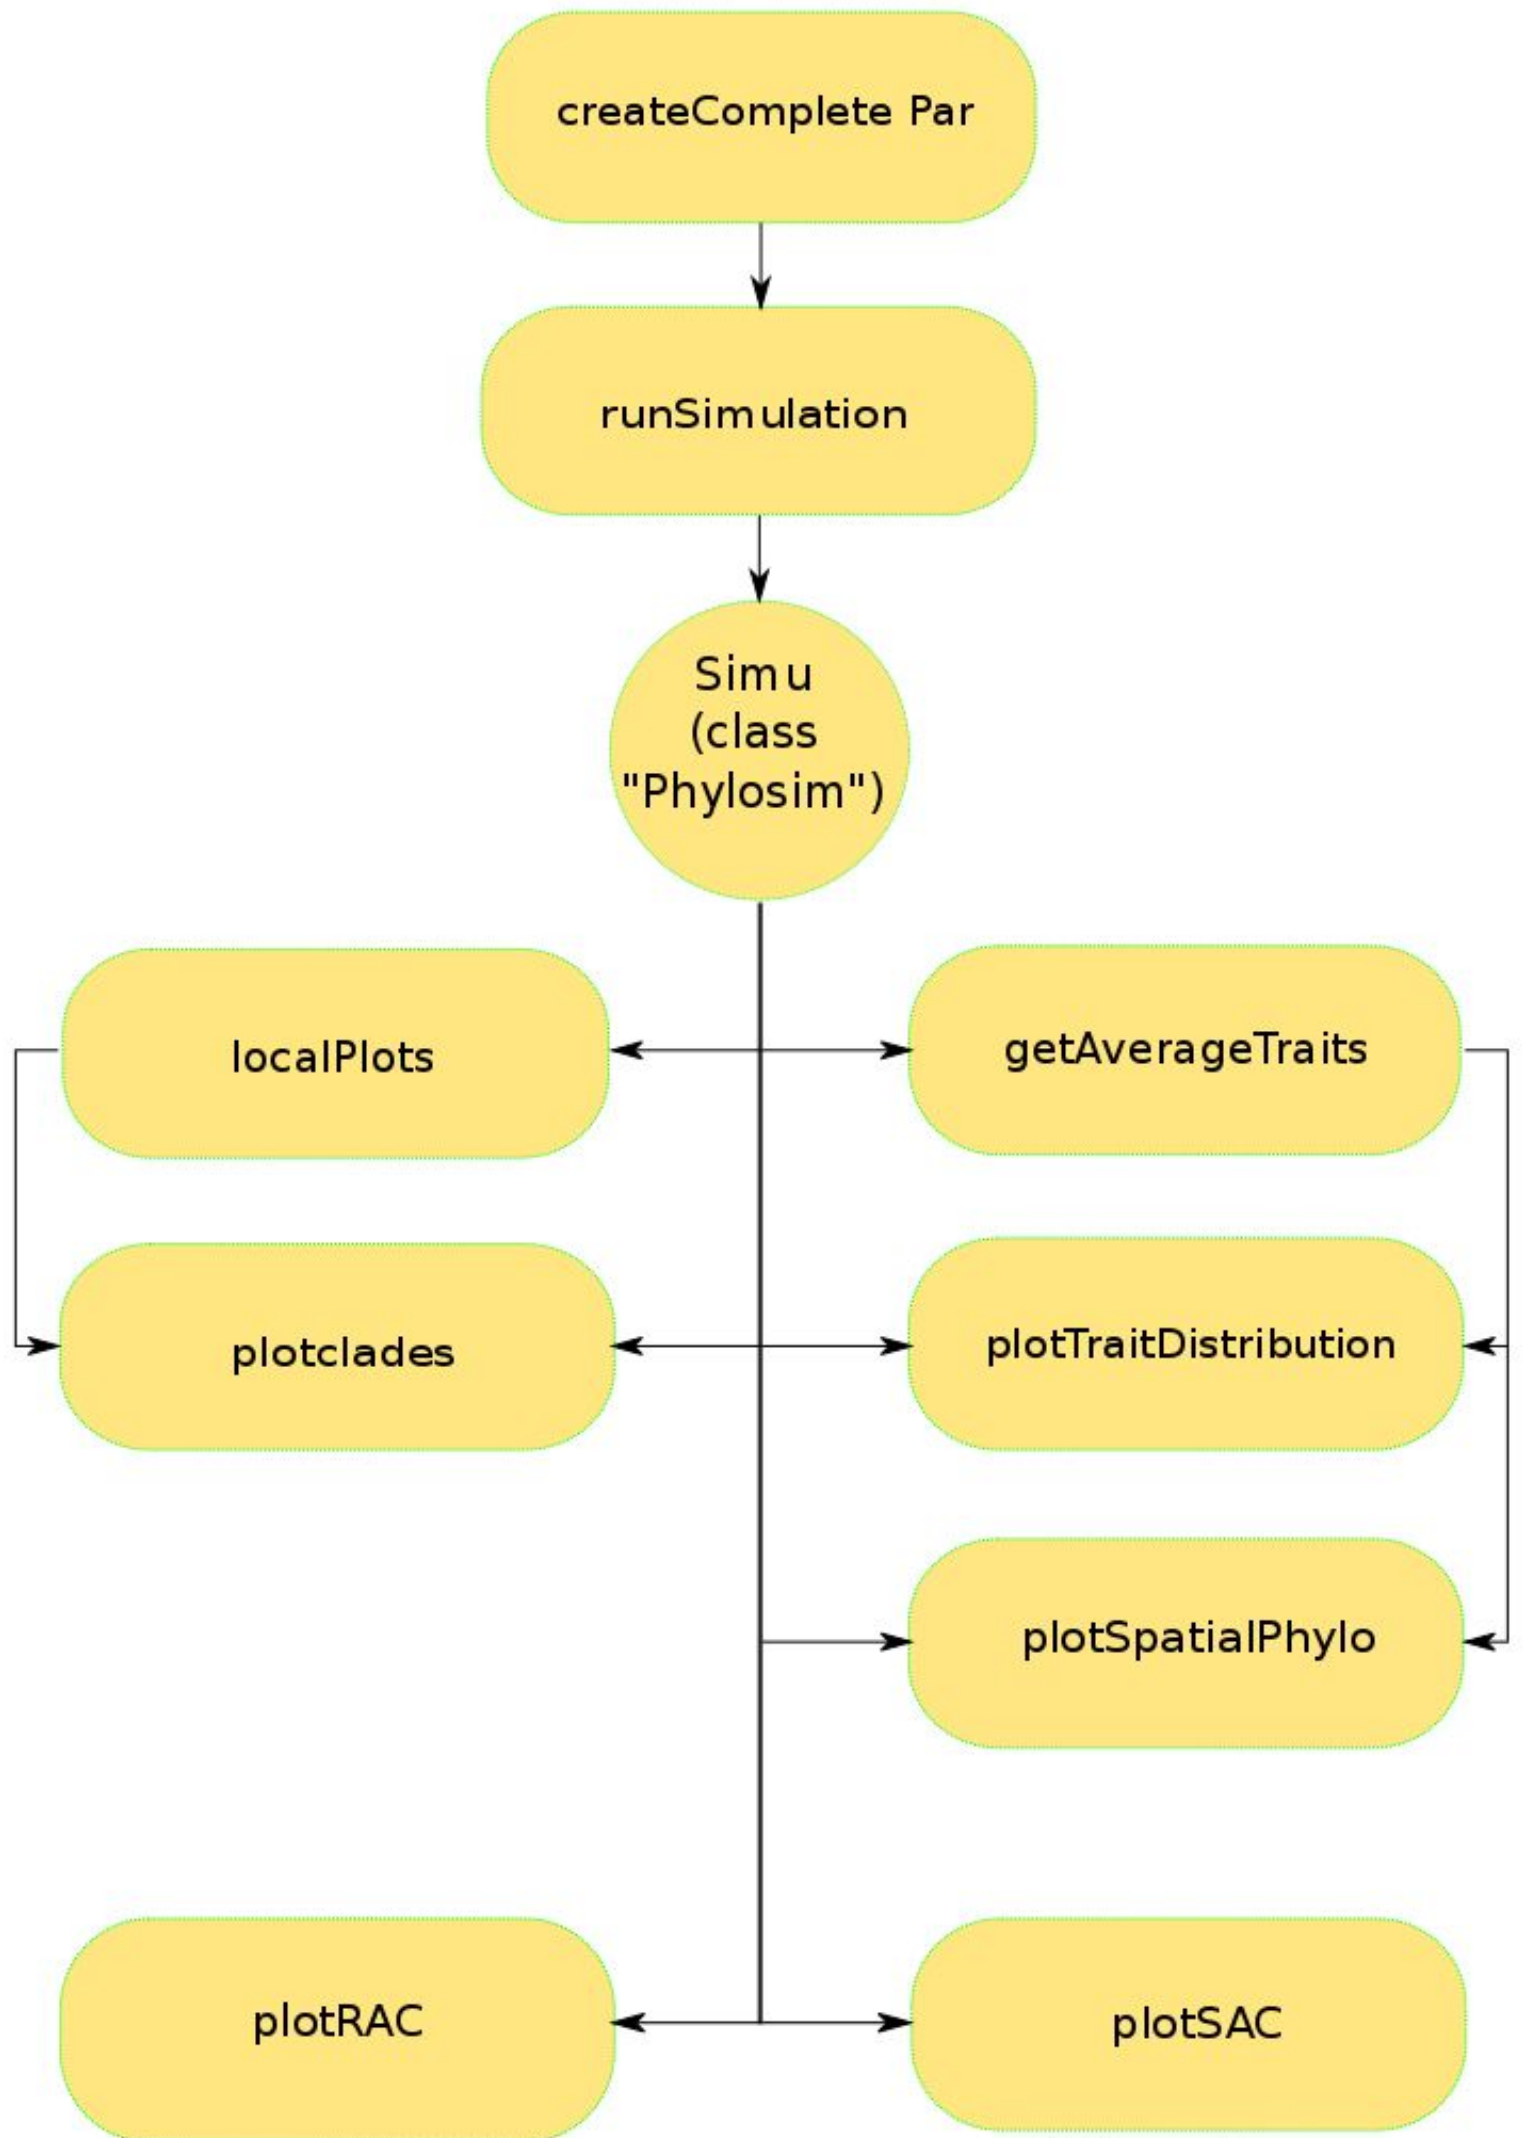 createComplete Par
runSimulation
Simu
(class
"Phylosim")
localPlots
getAverageTraits
plotclades
plotTraitDistribution
plotSpatialPhylo
plotRAC
plotSAC